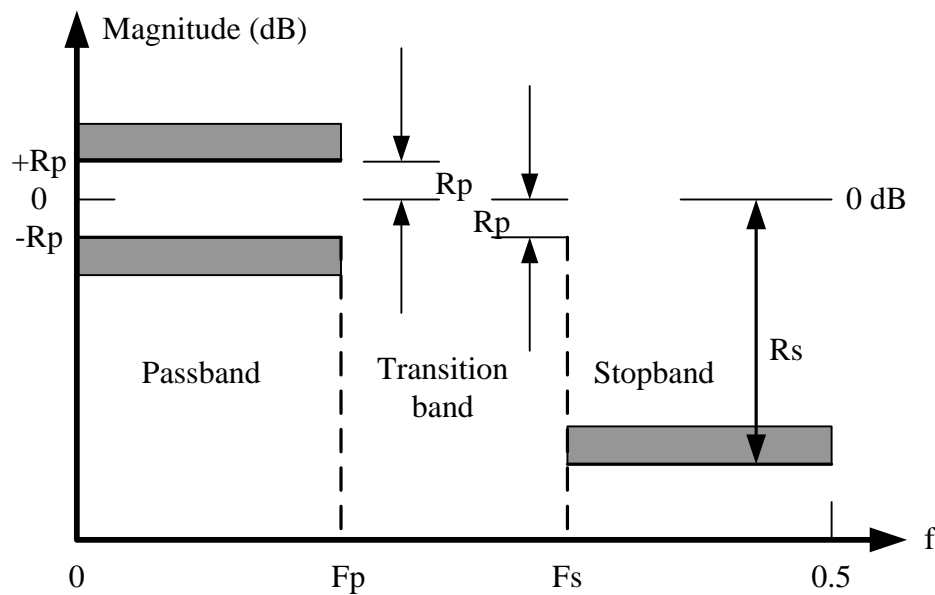 Magnitude (dB)
+Rp
0
-Rp
Rp
Rp
0 dB
Rs
Passband
Transition
band
Stopband
f
0
Fp
Fs
0.5